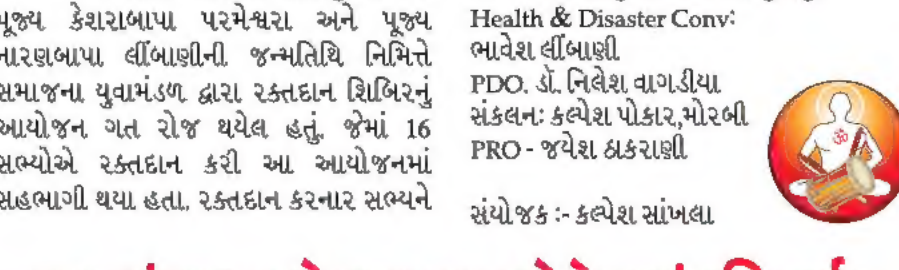 પૂજ્ય કેશરાબાપા પરમેશ્વરા અને પૂજ્ય
નારણબાપા લીંબાણીની જન્મતિથિ નિમિત્તે
સમાજના યુવામંડળ દ્વારા રક્તદાન શિબિરનું
આયોજન ગત રોજ થયેલ હતું. જેમાં 16
સભ્યોએ રક્તદાન કરી આ આયોજનમાં
સહભાગી થયા હતા. રક્તદાન કરનાર સભ્યને
Health & Disaster Conv:
ભાવેશ લીંબાણી
PDO. ડૉ. નિલેશ વાગડીયા
સંકલન: કલ્પેશ પોકાર,મોરબી
PRO - જયેશ ઠાકરાણી
સંયોજક :- કલ્પેશ સાંખલા
ॐ